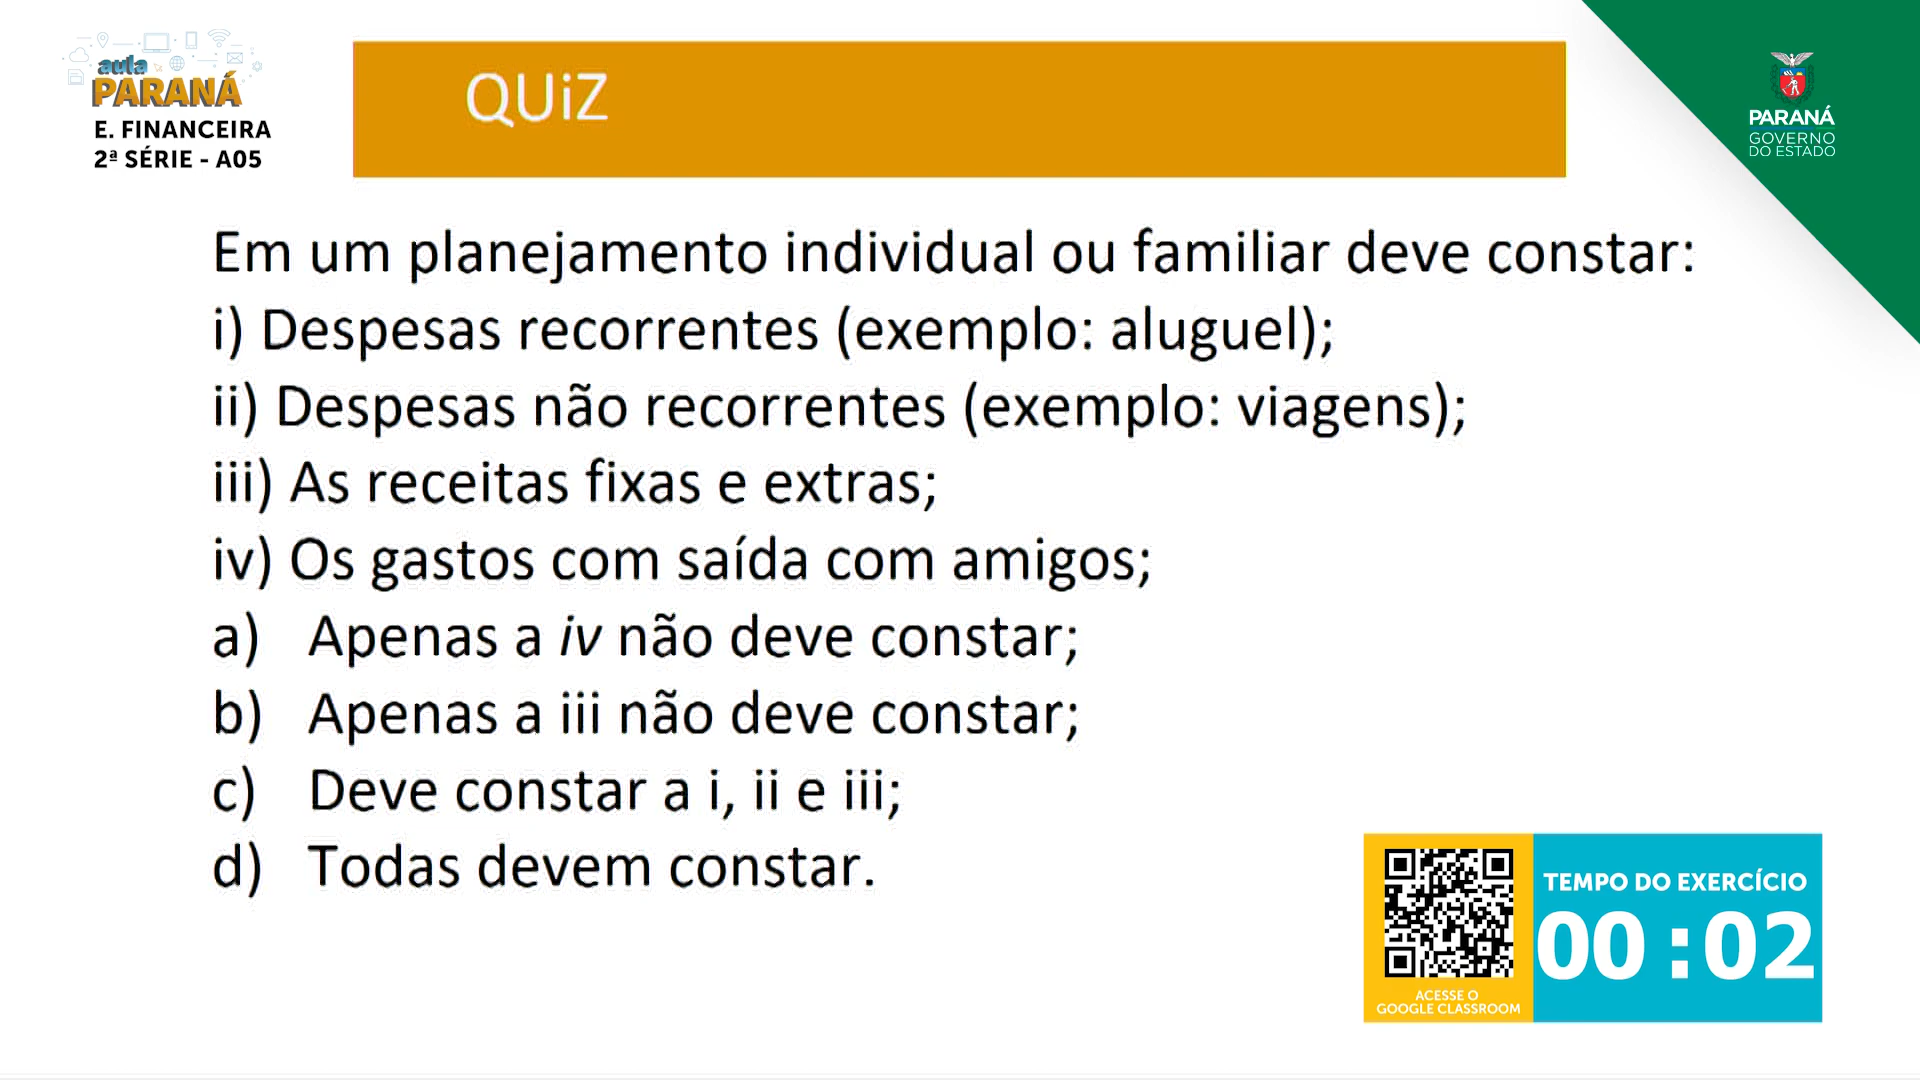 aula
PARANÁ
E. FINANCEIRA
2ª SÉRIE - A05
QUiZ
PARANÁ
GOVERNO
DO ESTADO
Em um planejamento individual ou familiar deve constar:
i) Despesas recorrentes (exemplo: aluguel);
ii) Despesas não recorrentes (exemplo: viagens);
iii) As receitas fixas e extras;
iv) Os gastos com saída com amigos;
a) Apenas a iv não deve constar;
b) Apenas a iii não deve constar;
c) Deve constar a i, ii e iii;
d) Todas devem constar.
ACESSE O
GOOGLE CLASSROOM
TEMPO DO EXERCÍCIO
00:02